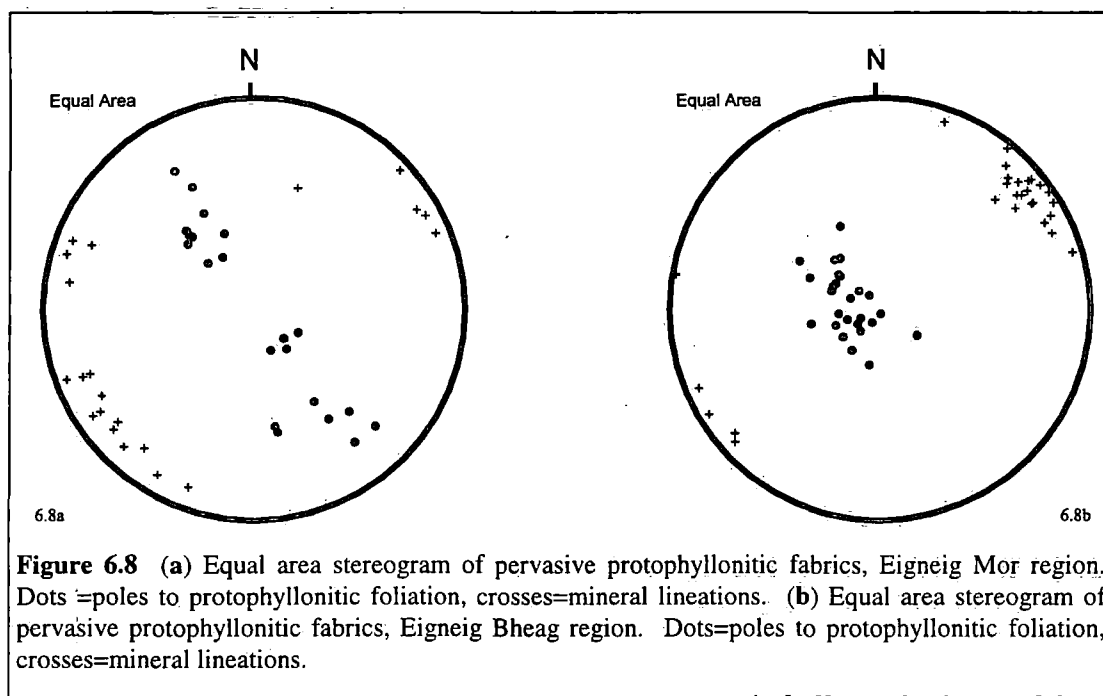 N
Equal Area
6.8a
N
Equal Area
6.8b
Figure 6.8 (a) Equal area stereogram of pervasive protophyllonitic fabrics, Eigneig Mor region.
Dots =poles to protophyllonitic foliation, crosses=mineral lineations. (b) Equal area stereogram of
pervasive protophyllonitic fabrics, Eigneig Bheag region. Dots=poles to protophyllonitic foliation,
crosses=mineral lineations.